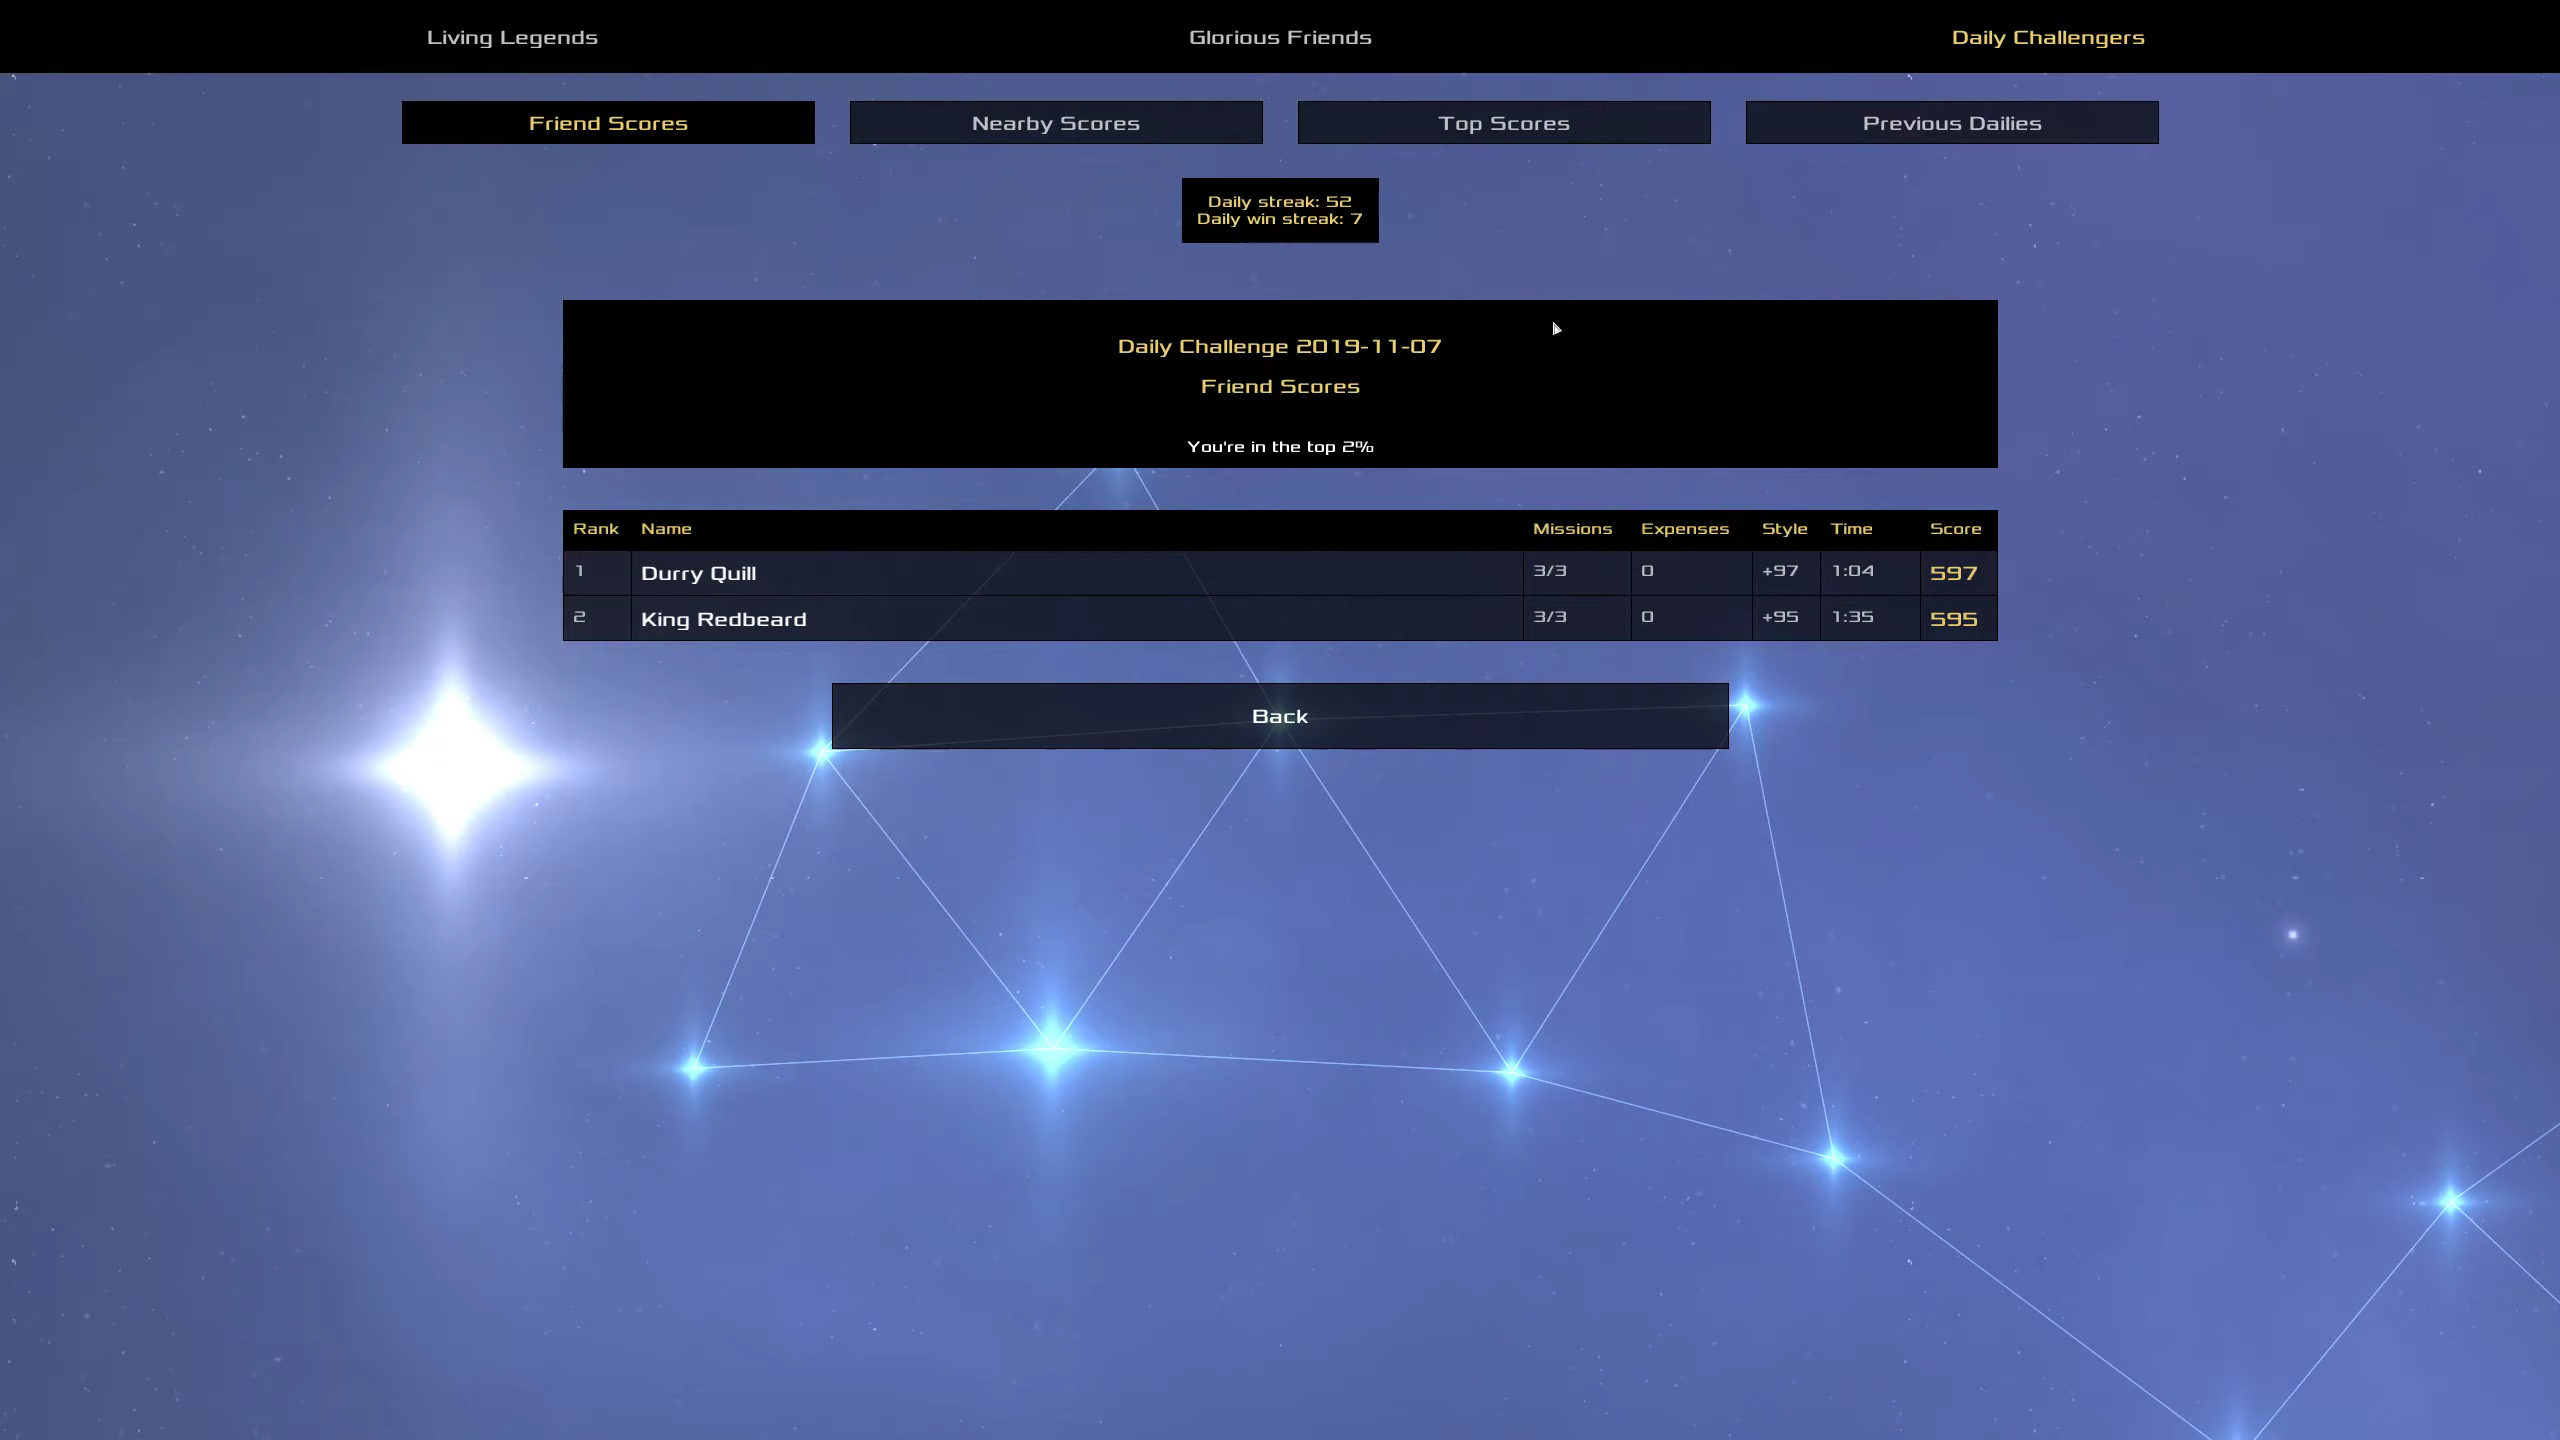 Living Legends Glorious Friends Daily Challengers
Friend Scores Nearby Scores Top Scores Previous Dailies
Daily streak: 52
Daily win streak: 7
Daily Challenge 2019-11-07
Friend Scores
You're in the top 2%
Rank Name Missions Expenses Style Time Score
1 Durry Quill 3/3 0 +97 1:04 597
2 King Redbeard 3/3 0 +95 1:35 595
Back